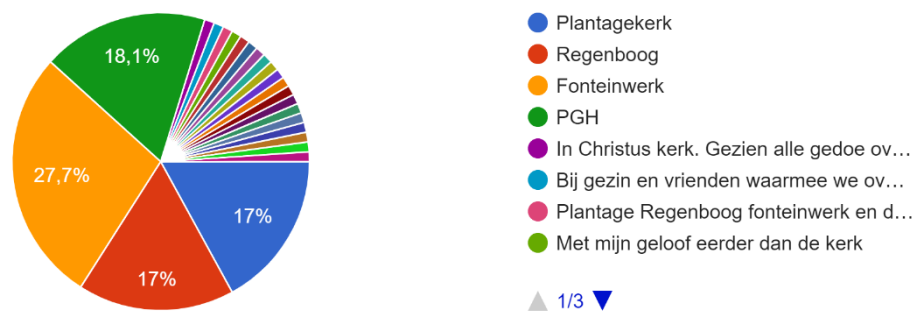 18,1%
27,7%
17%
17%
Plantagekerk
Regenboog
Fonteinwerk
PGH
In Christus kerk. Gezien alle gedoe ov...
Bij gezin en vrienden waarmee we ov...
Plantage Regenboog fonteinwerk en d...
Met mijn geloof eerder dan de kerk
1/3